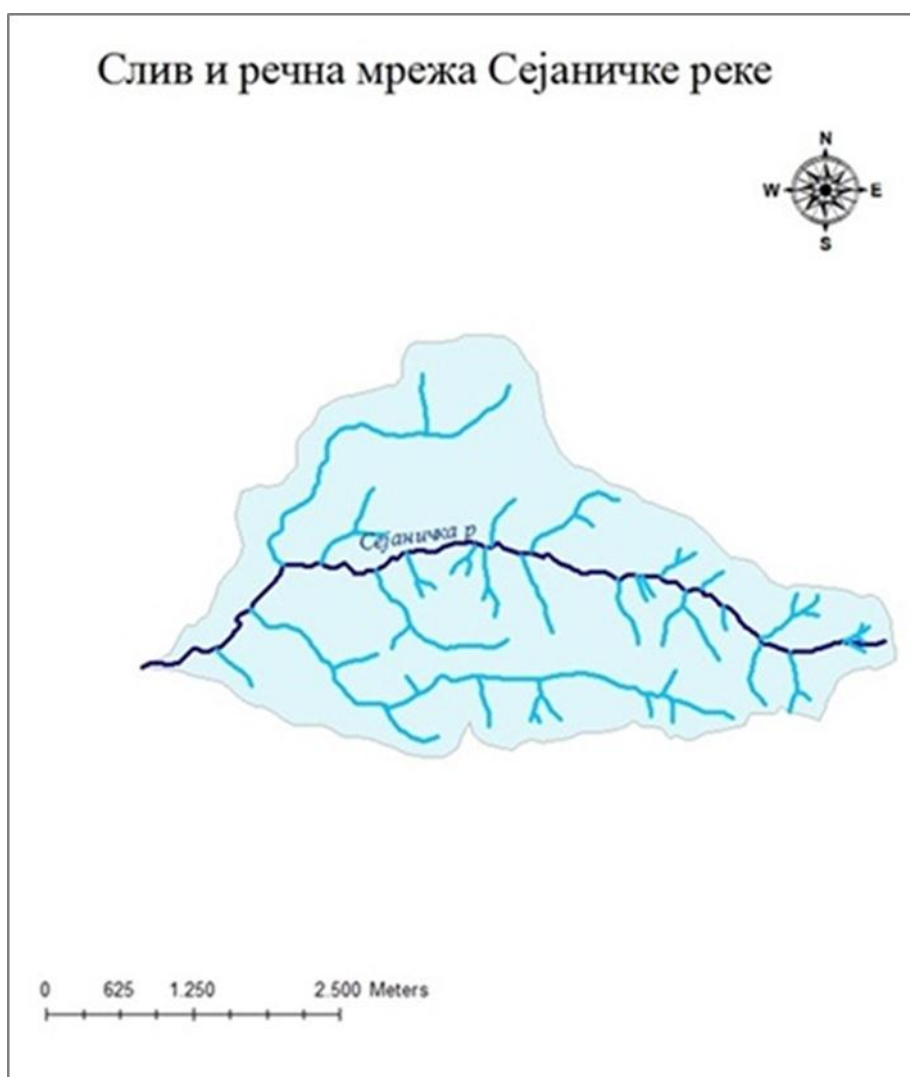 Слив и речна мрежа Сејаничке реке
N
W E
S
Сејаничка р
0 625 1.250 2.500 Meters